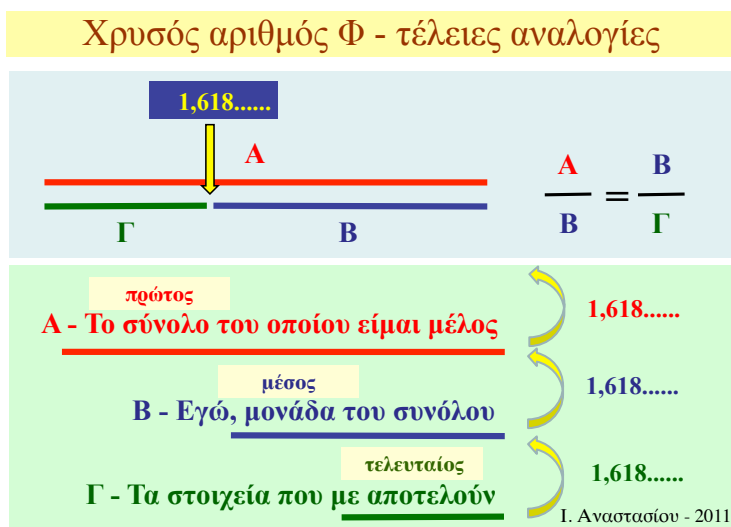 Χρυσός αριθμός Φ - τέλειες αναλογίες
1,618......
Α
Γ
Β
Α
Β
=
Β
Γ
πρώτος
Α - Το σύνολο του οποίου είμαι μέλος
1,618......
μέσος
Β - Εγώ, μονάδα του συνόλου
1,618......
τελευταίος
Γ - Τα στοιχεία που με αποτελούν
1,618......
Ι. Αναστασίου - 2011